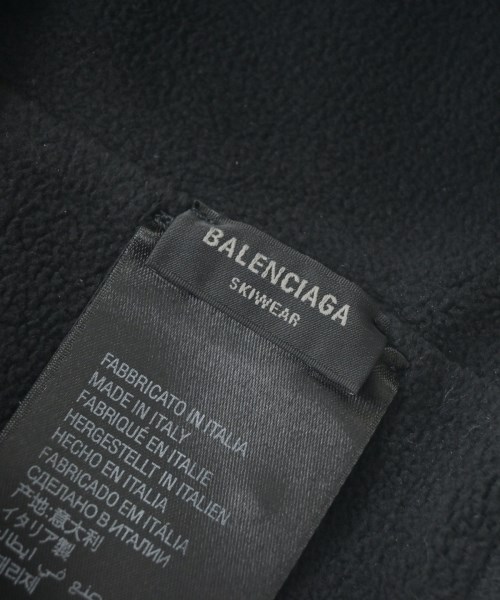 BALENCIAGA
SKIWEAR
FABBRICATO IN ITALIA
MADE IN ITALY
FABRIQUÉ EN ITALIE
HERGESTELLT IN ITALIEN
HECHO EN ITALIA
FABRICADO EM ITÁLIA
СДЕЛАНО В ИТАЛИИ
产地:意大利
イタリア製